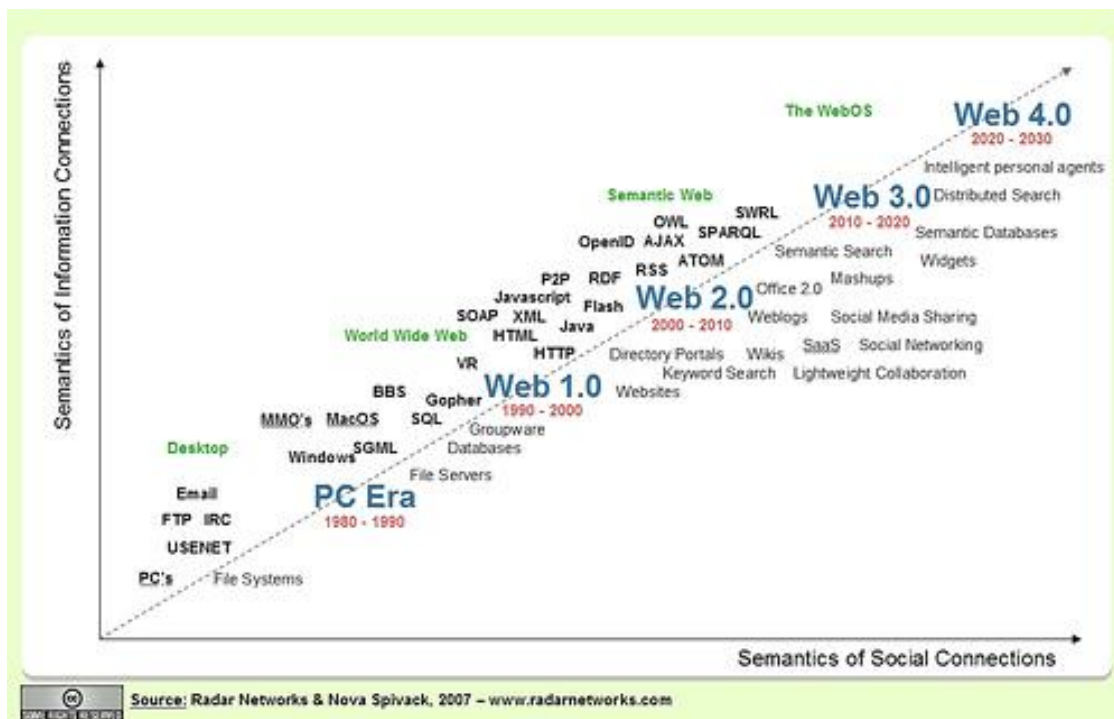 Semantics of Information Connections
The WebOS
Web 4.0
2020 - 2030
Intelligent personal agents
Semantic Web
Web 3.0
Distributed Search
2010 - 2020
SWRL
OWL
SPARQL
Semantic Databases
OpenID
AJAX
Semantic Search
Widgets
ATOM
RSS
P2P
RDF
Mashups
Office 2.0
Javascript
Web 2.0
Flash
SOAP
XML
Weblogs
Social Media Sharing
2000 - 2010
Java
World Wide Web
HTML
SaaS
Social Networking
HTTP
Directory Portals
Wikis
VR
Keyword Search
Lightweight Collaboration
Web 1.0
Websites
BBS
Gopher
1990 - 2000
MMO's
MacOS
SQL
Groupware
Desktop
SGML
Databases
Windows
File Servers
Email
PC Era
1980 - 1990
FTP IRC
USENET
PC's
File Systems
Semantics of Social Connections
cc
SOME RIGHTS RESERVED
Source: Radar Networks & Nova Spivack, 2007 – www.radarnetworks.com